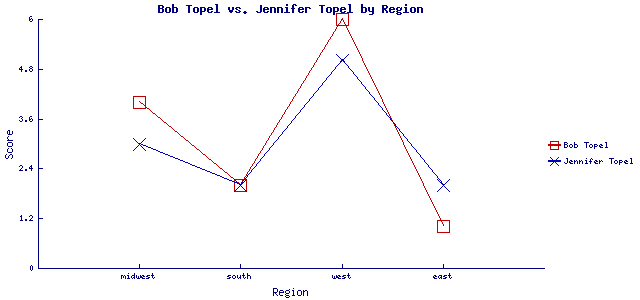 Bob Topel vs. Jennifer Topel by Region
6
4.8
3.6
2.4
1.2
0
Score
midwest south west east
Region
Bob Topel
Jennifer Topel